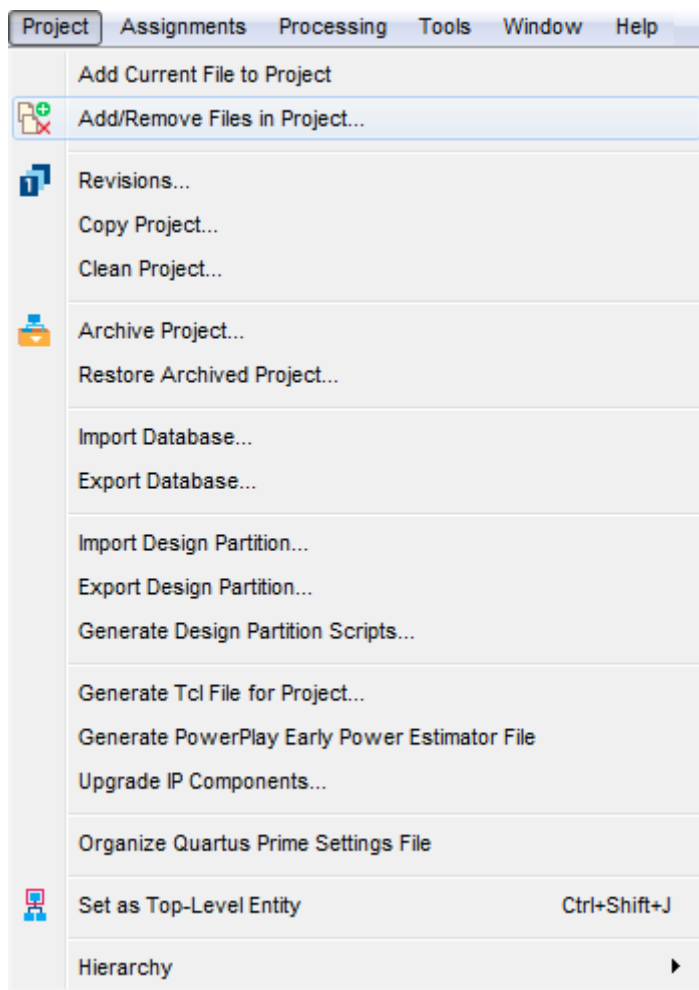 Project Assignments Processing Tools Window Help
Add Current File to Project
Add/Remove Files in Project...
1
Revisions...
Copy Project...
Clean Project...
Archive Project...
Restore Archived Project...
Import Database...
Export Database...
Import Design Partition...
Export Design Partition...
Generate Design Partition Scripts...
Generate Tcl File for Project...
Generate PowerPlay Early Power Estimator File
Upgrade IP Components...
Organize Quartus Prime Settings File
Set as Top-Level Entity Ctrl+Shift+J
Hierarchy